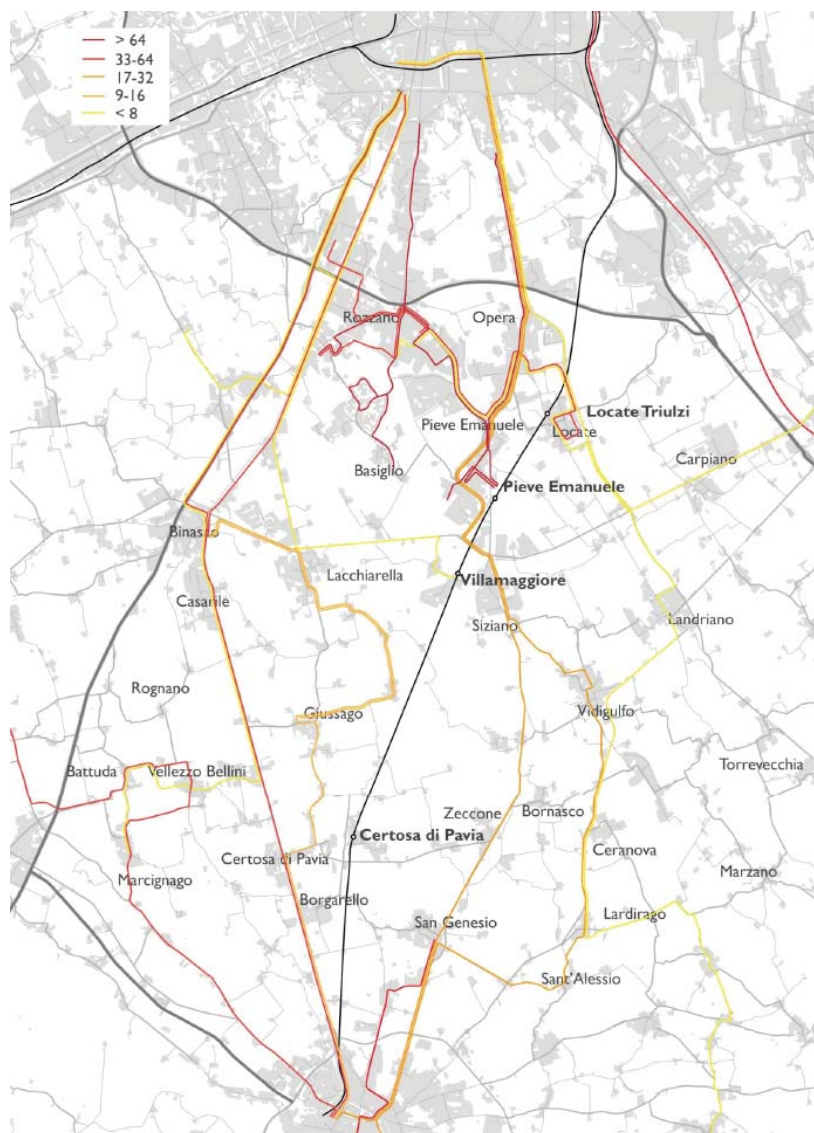 > 64
33-64
17-32
9-16
< 8
Rozzano
Opera
Locate Triulzi
Pieve Emanuele
Locate
Basiglio
Carpiano
Pieve Emanuele
Binasco
Lacchiarella
Villamaggiore
Casarile
Siziano
Landriano
Rognano
Giussago
Vidigulfo
Battuda
Vellezzo Bellini
Torrevecchia
Zeccone
Bornasco
Certosa di Pavia
Certosa di Pavia
Ceranova
Marcignago
Marzano
Borgarello
San Genesio
Lardirago
Sant'Alessio